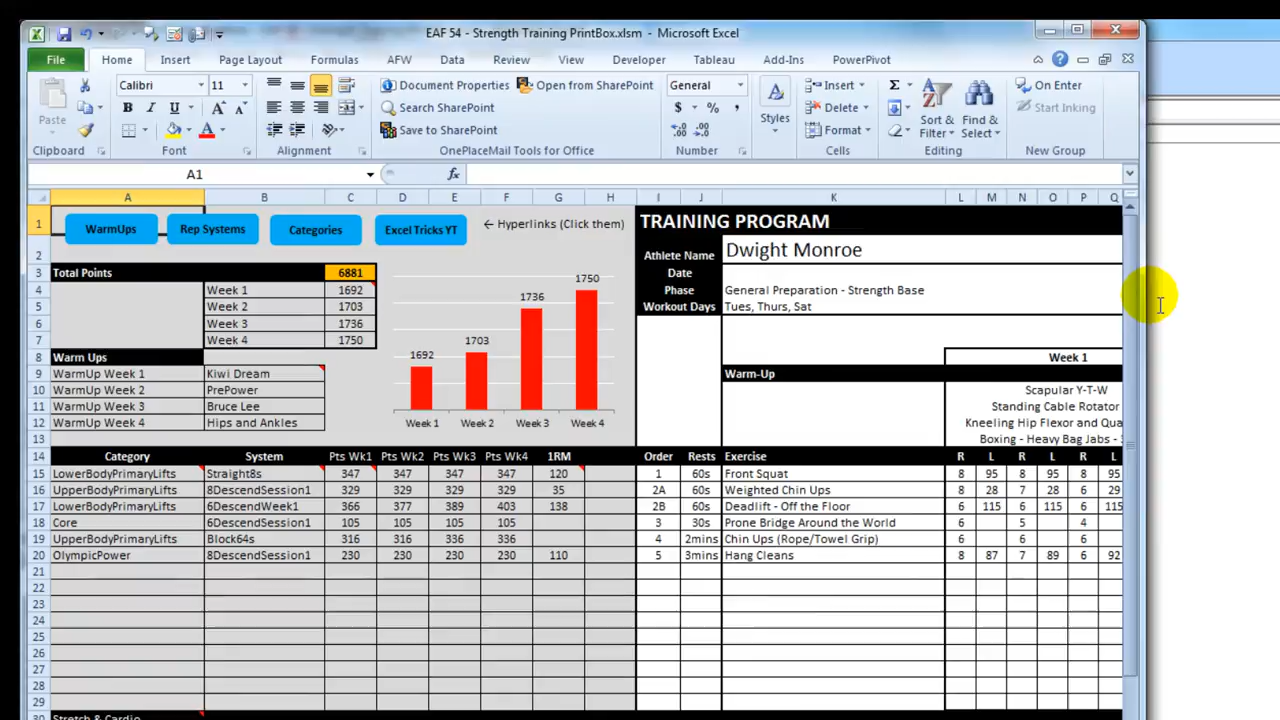 EAF 54 - Strength Training PrintBox.xlsm - Microsoft Excel
File Home Insert Page Layout Formulas AFW Data Review View Developer Tableau Add-Ins PowerPivot
Paste
Calibri 11
B I U A A A
Document Properties Open from SharePoint
Search SharePoint
Save to SharePoint
General
$ % ,
Styles
Insert
Delete
Format
Σ
Sort & Filter
Find & Select
On Enter
Start Inking
Clipboard Font Alignment OnePlaceMail Tools for Office Number Cells Editing New Group
A1 fx
A B C D E F G H I J K L M N O P Q
1 WarmUps Rep Systems Categories Excel Tricks YT ← Hyperlinks (Click them) TRAINING PROGRAM
2 Athlete Name Dwight Monroe
3 Total Points 6881 Date
4 Week 1 1692 Phase General Preparation - Strength Base
5 Week 2 1703 Workout Days Tues, Thurs, Sat
6 Week 3 1736
7 Week 4 1750
1692 1703 1736 1750
Week 1 Week 2 Week 3 Week 4
8 Warm Ups Week 1
9 WarmUp Week 1 Kiwi Dream Warm-Up
10 WarmUp Week 2 PrePower Scapular Y-T-W
11 WarmUp Week 3 Bruce Lee Standing Cable Rotator
12 WarmUp Week 4 Hips and Ankles Kneeling Hip Flexor and Qua
13 Boxing - Heavy Bag Jabs -
14 Category System Pts Wk1 Pts Wk2 Pts Wk3 Pts Wk4 1RM Order Rests Exercise R L R L R L
15 LowerBodyPrimaryLifts Straight8s 347 347 347 347 120 1 60s Front Squat 8 95 8 95 8 95
16 UpperBodyPrimaryLifts 8DescendSession1 329 329 329 329 35 2A 60s Weighted Chin Ups 8 28 7 28 6 29
17 LowerBodyPrimaryLifts 6DescendWeek1 366 377 389 403 138 2B 60s Deadlift - Off the Floor 6 115 6 115 6 115
18 Core 6DescendSession1 105 105 105 105 3 30s Prone Bridge Around the World 6 5 4
19 UpperBodyPrimaryLifts Block64s 316 316 336 336 4 2mins Chin Ups (Rope/Towel Grip) 6 6 6
20 OlympicPower 8DescendSession1 230 230 230 230 110 5 3mins Hang Cleans 8 87 7 89 6 92
21
22
23
24
25
26
27
28
29
30 Stretch & Cardio